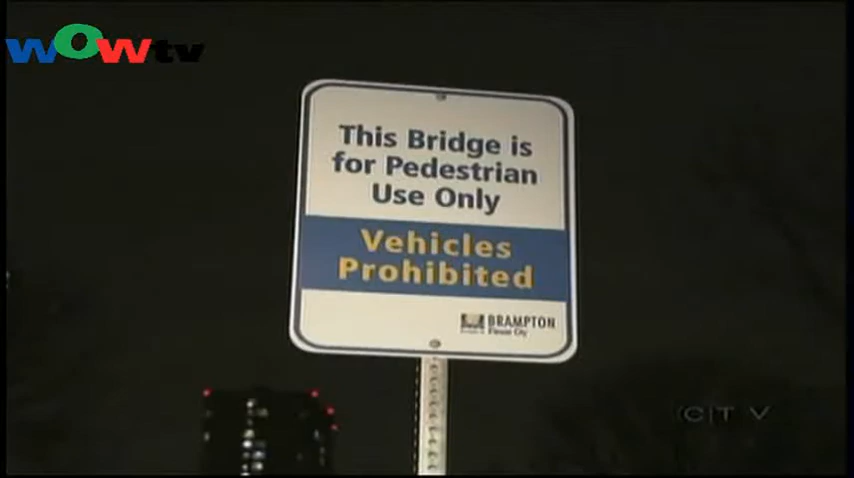 wowtv
This Bridge is
for Pedestrian
Use Only
Vehicles
Prohibited
BRAMPTON
Flower City
CTV